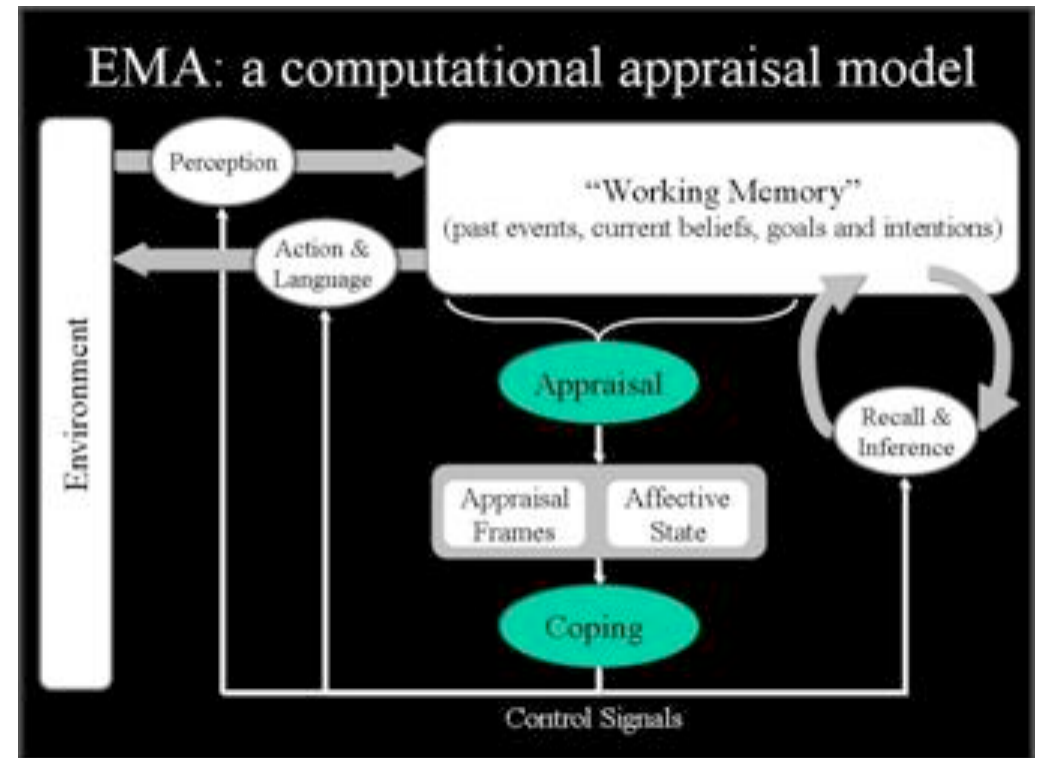 EMA: a computational appraisal model
Perception
"Working Memory"
(past events, current beliefs, goals and intentions)
Action &
Language
Environment
Appraisal
Recall &
Inference
Appraisal
Frames
Affective
State
Coping
Control Signals